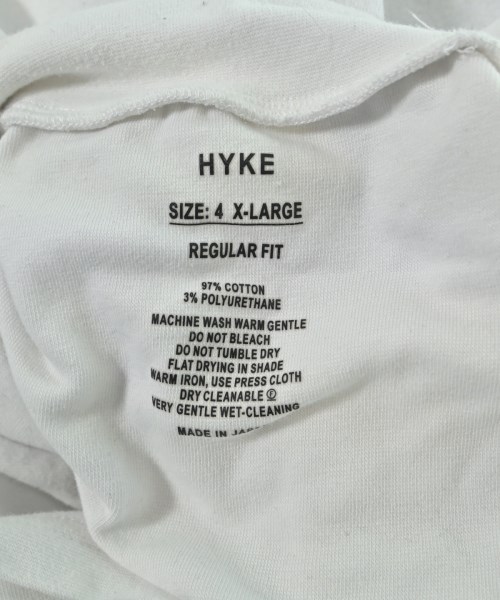 HYKE
SIZE: 4 X-LARGE
REGULAR FIT
97% COTTON
3% POLYURETHANE
MACHINE WASH WARM GENTLE
DO NOT BLEACH
DO NOT TUMBLE DRY
FLAT DRYING IN SHADE
WARM IRON, USE PRESS CLOTH
DRY CLEANABLE Ⓟ
VERY GENTLE WET-CLEANING
MADE IN